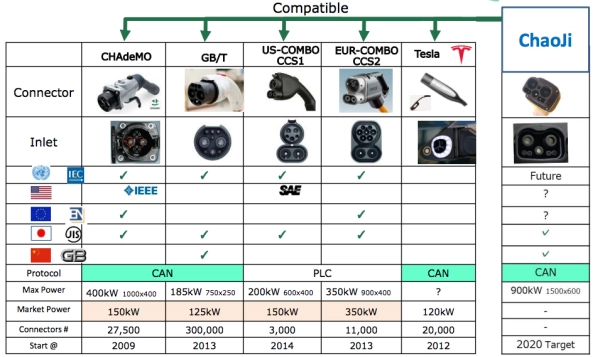 Compatible
ChaoJi
CHAdeMO GB/T US-COMBO CCS1 EUR-COMBO CCS2 Tesla
Connector
Inlet
IEC Future
IEEE SAE ?
EN ?
JIS
GB
Protocol CAN PLC CAN CAN
Max Power 400kW 1000x400 185kW 750x250 200kW 600x400 350kW 900x400 ? 900kW 1500x600
Market Power 150kW 125kW 150kW 350kW 120kW -
Connectors # 27,500 300,000 3,000 11,000 20,000 -
Start @ 2009 2013 2014 2013 2012 2020 Target